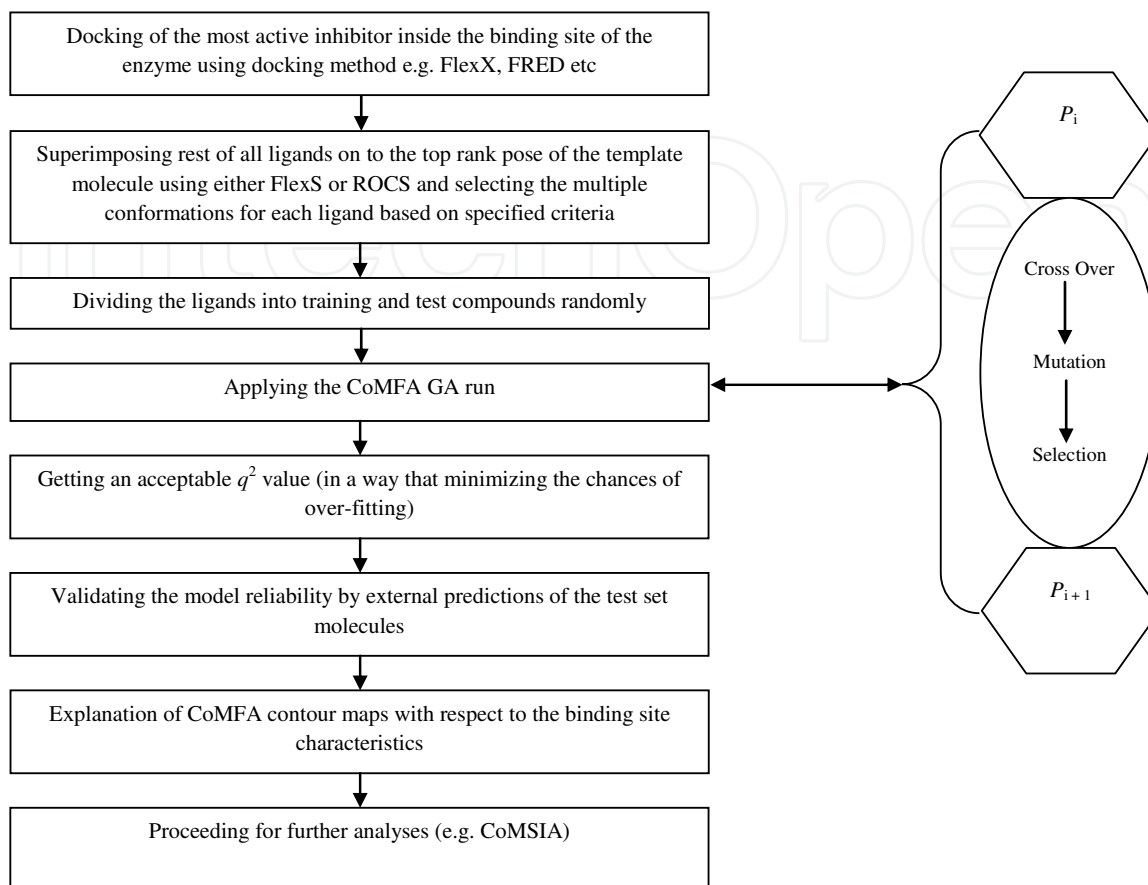 Docking of the most active inhibitor inside the binding site of the
enzyme using docking method e.g. FlexX, FRED etc
Superimposing rest of all ligands on to the top rank pose of the template
molecule using either FlexS or ROCS and selecting the multiple
conformations for each ligand based on specified criteria
Dividing the ligands into training and test compounds randomly
Applying the CoMFA GA run
Getting an acceptable q² value (in a way that minimizing the chances of
over-fitting)
Validating the model reliability by external predictions of the test set
molecules
Explanation of CoMFA contour maps with respect to the binding site
characteristics
Proceeding for further analyses (e.g. CoMSIA)
P_i
Cross Over
Mutation
Selection
P_{i + 1}
IntechOpen